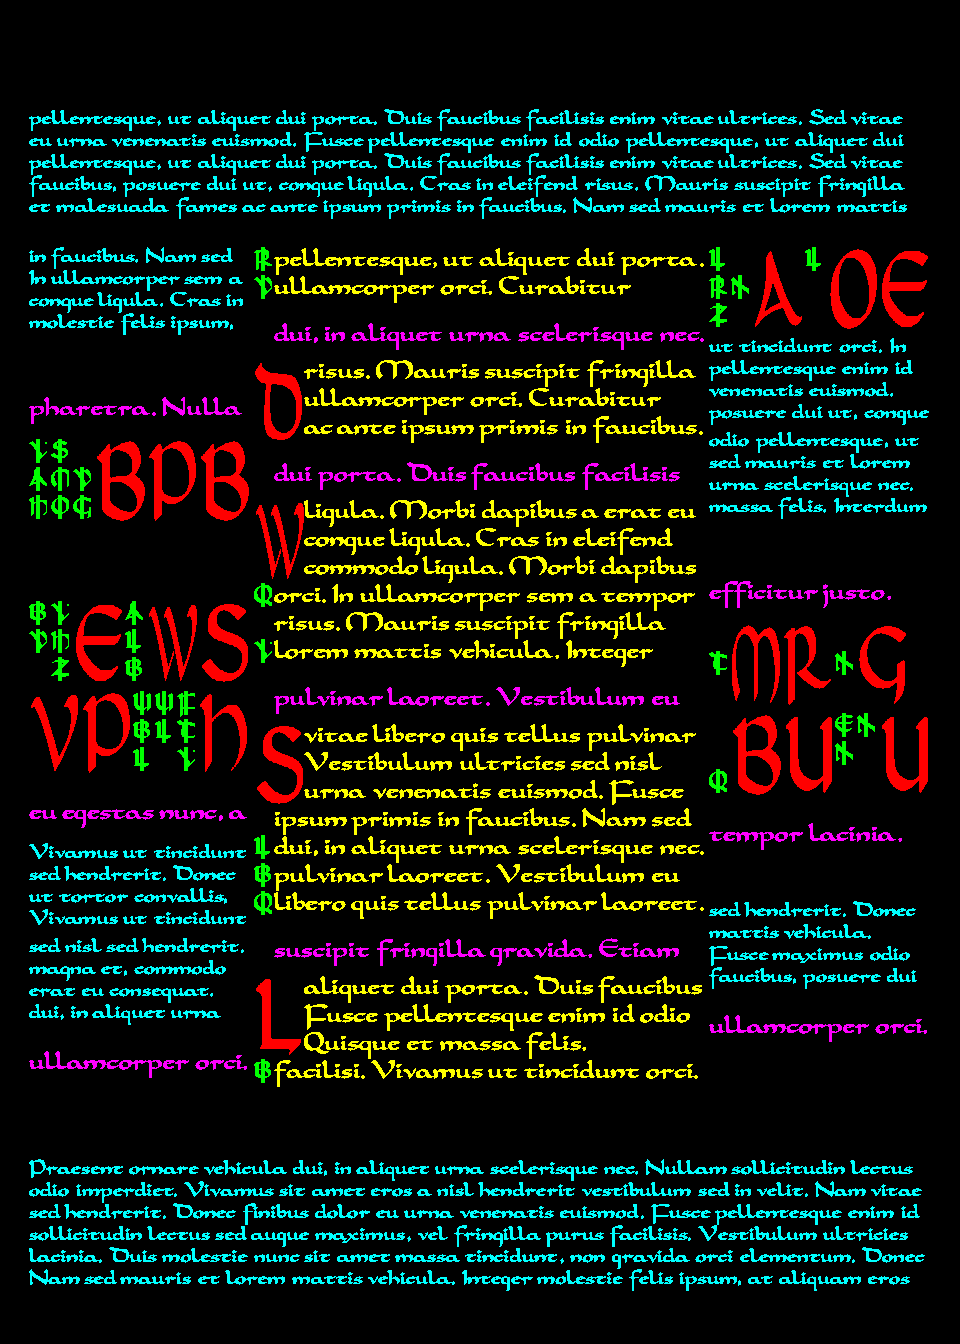 pellentesque, ut aliquet dui porta. Duis faucibus facilisis enim vitae ultrices. Sed vitae
eu urna venenatis euismod. Fusce pellentesque enim id odio pellentesque, ut aliquet dui
pellentesque, ut aliquet dui porta. Duis faucibus facilisis enim vitae ultrices. Sed vitae
faucibus, posuere dui ut, congue ligula. Cras in eleifend risus. Mauris suscipit fringilla
et malesuada fames ac ante ipsum primis in faucibus. Nam sed mauris et lorem mattis
in faucibus. Nam sed
In ullamcorper sem a
congue ligula. Cras in
molestie felis ipsum,
pharetra. Nulla
BPB
EWS
VPH
eu egestas nunc, a
Vivamus ut tincidunt
sed hendrerit. Donec
ut tortor convallis,
Vivamus ut tincidunt
sed nisl sed hendrerit.
magna et, commodo
erat eu consequat.
dui, in aliquet urna
ullamcorper orci.
R pellentesque, ut aliquet dui porta.
P ullamcorper orci. Curabitur
dui, in aliquet urna scelerisque nec.
D risus. Mauris suscipit fringilla
ullamcorper orci. Curabitur
ac ante ipsum primis in faucibus.
dui porta. Duis faucibus facilisis
W ligula. Morbi dapibus a erat eu
congue ligula. Cras in eleifend
commodo ligula. Morbi dapibus
Q orci. In ullamcorper sem a tempor
risus. Mauris suscipit fringilla
V lorem mattis vehicula. Integer
pulvinar laoreet. Vestibulum eu
S vitae libero quis tellus pulvinar
Vestibulum ultricies sed nisl
urna venenatis euismod. Fusce
ipsum primis in faucibus. Nam sed
L dui, in aliquet urna scelerisque nec.
B pulvinar laoreet. Vestibulum eu
Q libero quis tellus pulvinar laoreet.
suscipit fringilla gravida. Etiam
L aliquet dui porta. Duis faucibus
Fusce pellentesque enim id odio
Quisque et massa felis.
B facilisi. Vivamus ut tincidunt orci.
A OE
ut tincidunt orci. In
pellentesque enim id
venenatis euismod.
posuere dui ut, congue
odio pellentesque, ut
sed mauris et lorem
urna scelerisque nec.
massa felis. Interdum
efficitur justo.
MR G
BU U
tempor lacinia.
sed hendrerit. Donec
mattis vehicula.
Fusce maximus odio
faucibus, posuere dui
ullamcorper orci.
Praesent ornare vehicula dui, in aliquet urna scelerisque nec. Nullam sollicitudin lectus
odio imperdiet. Vivamus sit amet eros a nisl hendrerit vestibulum sed in velit. Nam vitae
sed hendrerit. Donec finibus dolor eu urna venenatis euismod. Fusce pellentesque enim id
sollicitudin lectus sed augue maximus, vel fringilla purus facilisis. Vestibulum ultricies
lacinia. Duis molestie nunc sit amet massa tincidunt, non gravida orci elementum. Donec
Nam sed mauris et lorem mattis vehicula. Integer molestie felis ipsum, at aliquam eros